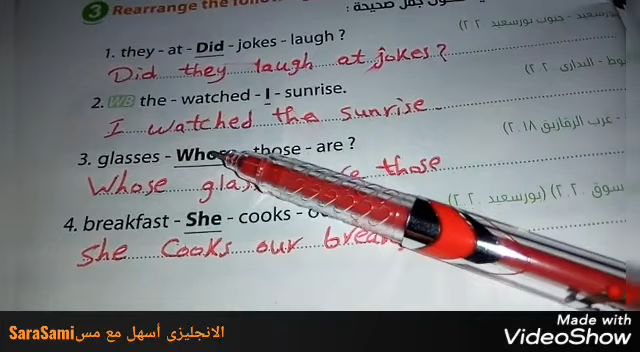 3 Rearrange the
جمل صحيحة :
1. they - at - Did - jokes - laugh ?
Did they laugh at jokes?
2. WB the - watched - I - sunrise.
I watched the sunrise
3. glasses - those - are ?
Whose those
4. breakfast - She - cooks -
She cooks our
الانجليزى أسهل مع مس SaraSami
Made with
VideoShow